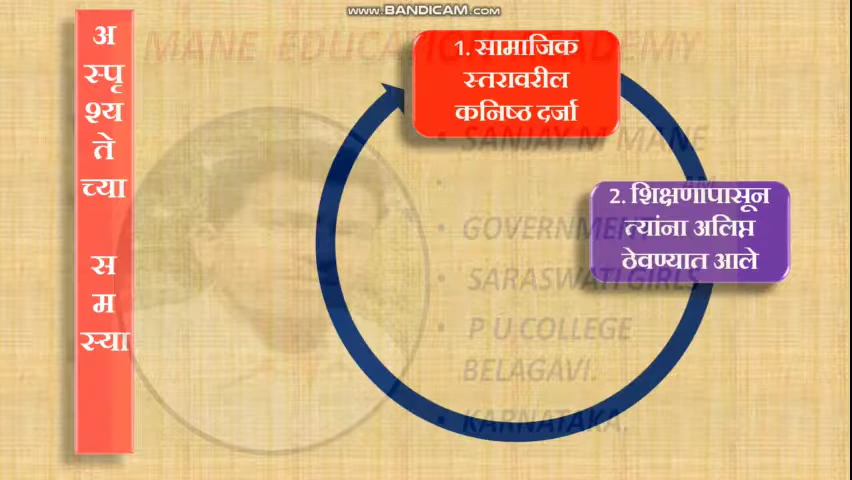 www.BANDICAM.com
MANE EDUCATION ACADEMY
अ
स्पृ
श्य
ते
च्या
स
म
स्या
1. सामाजिक
स्तरावरील
कनिष्ठ दर्जा
SANJAY M MANE
2. शिक्षणापासून
त्यांना अलिप्त
ठेवण्यात आले
GOVERNMENT
SARASWATI GIRLS
P U COLLEGE
BELAGAVI.
KARNATAKA.